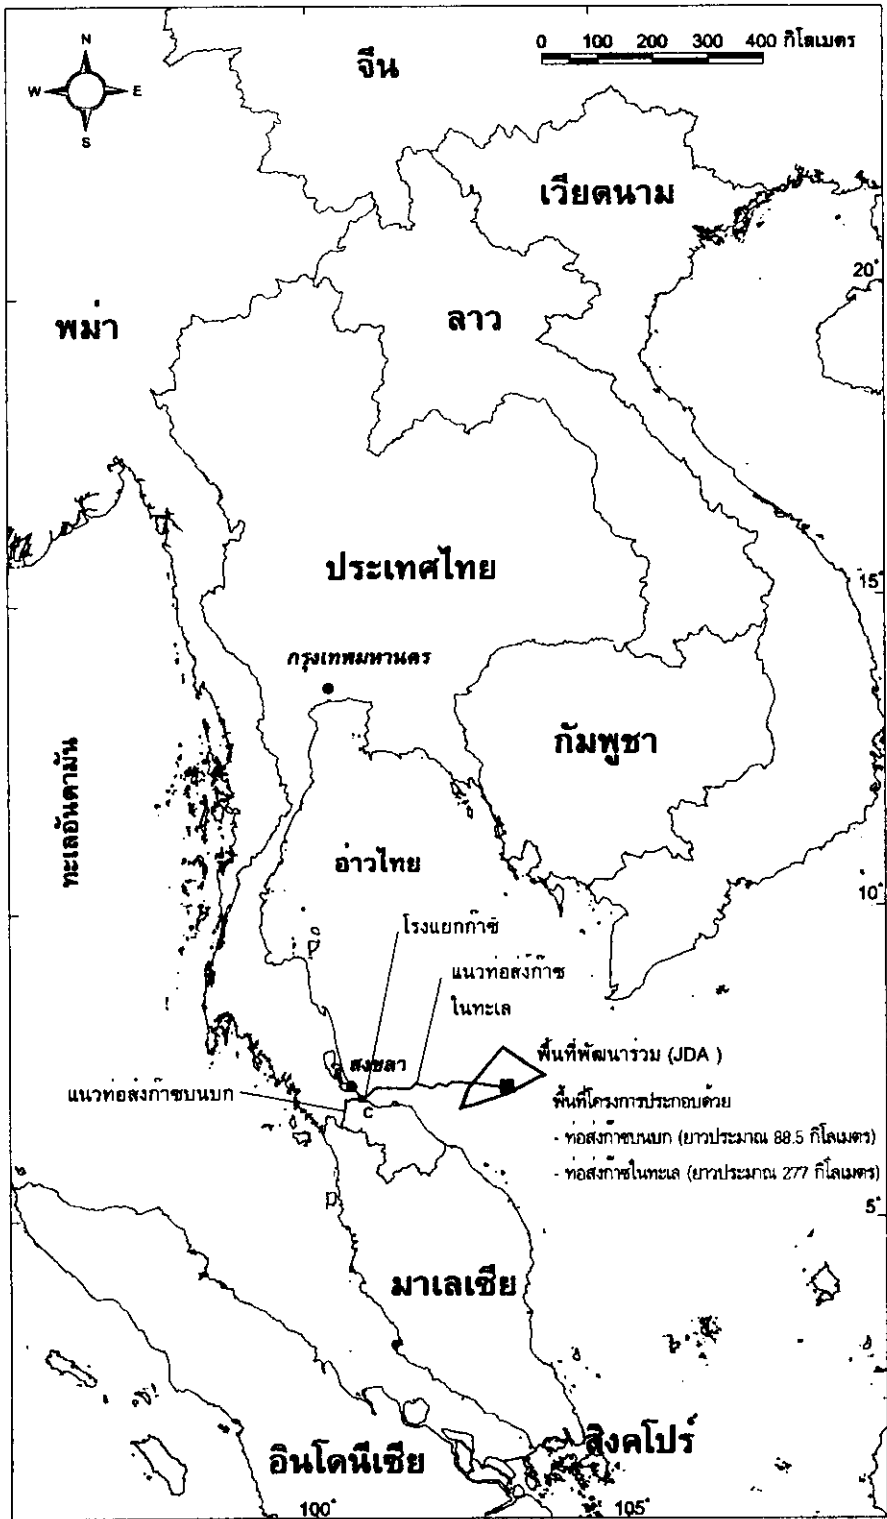 N
W E
S
0 100 200 300 400 กิโลเมตร
จีน
เวียดนาม
20°
พม่า
ลาว
ประเทศไทย
15°
กรุงเทพมหานคร
กัมพูชา
ทะเลอันดามัน
อ่าวไทย
10°
โรงแยกก๊าซ
แนวท่อส่งก๊าซ
ในทะเล
สงขลา
พื้นที่พัฒนาร่วม (JDA )
แนวท่อส่งก๊าซบนบก
C
พื้นที่โครงการประกอบด้วย
- ท่อส่งก๊าซบนบก (ยาวประมาณ 88.5 กิโลเมตร)
- ท่อส่งก๊าซในทะเล (ยาวประมาณ 277 กิโลเมตร)
5°
มาเลเซีย
สิงคโปร์
อินโดนีเซีย
100°
105°